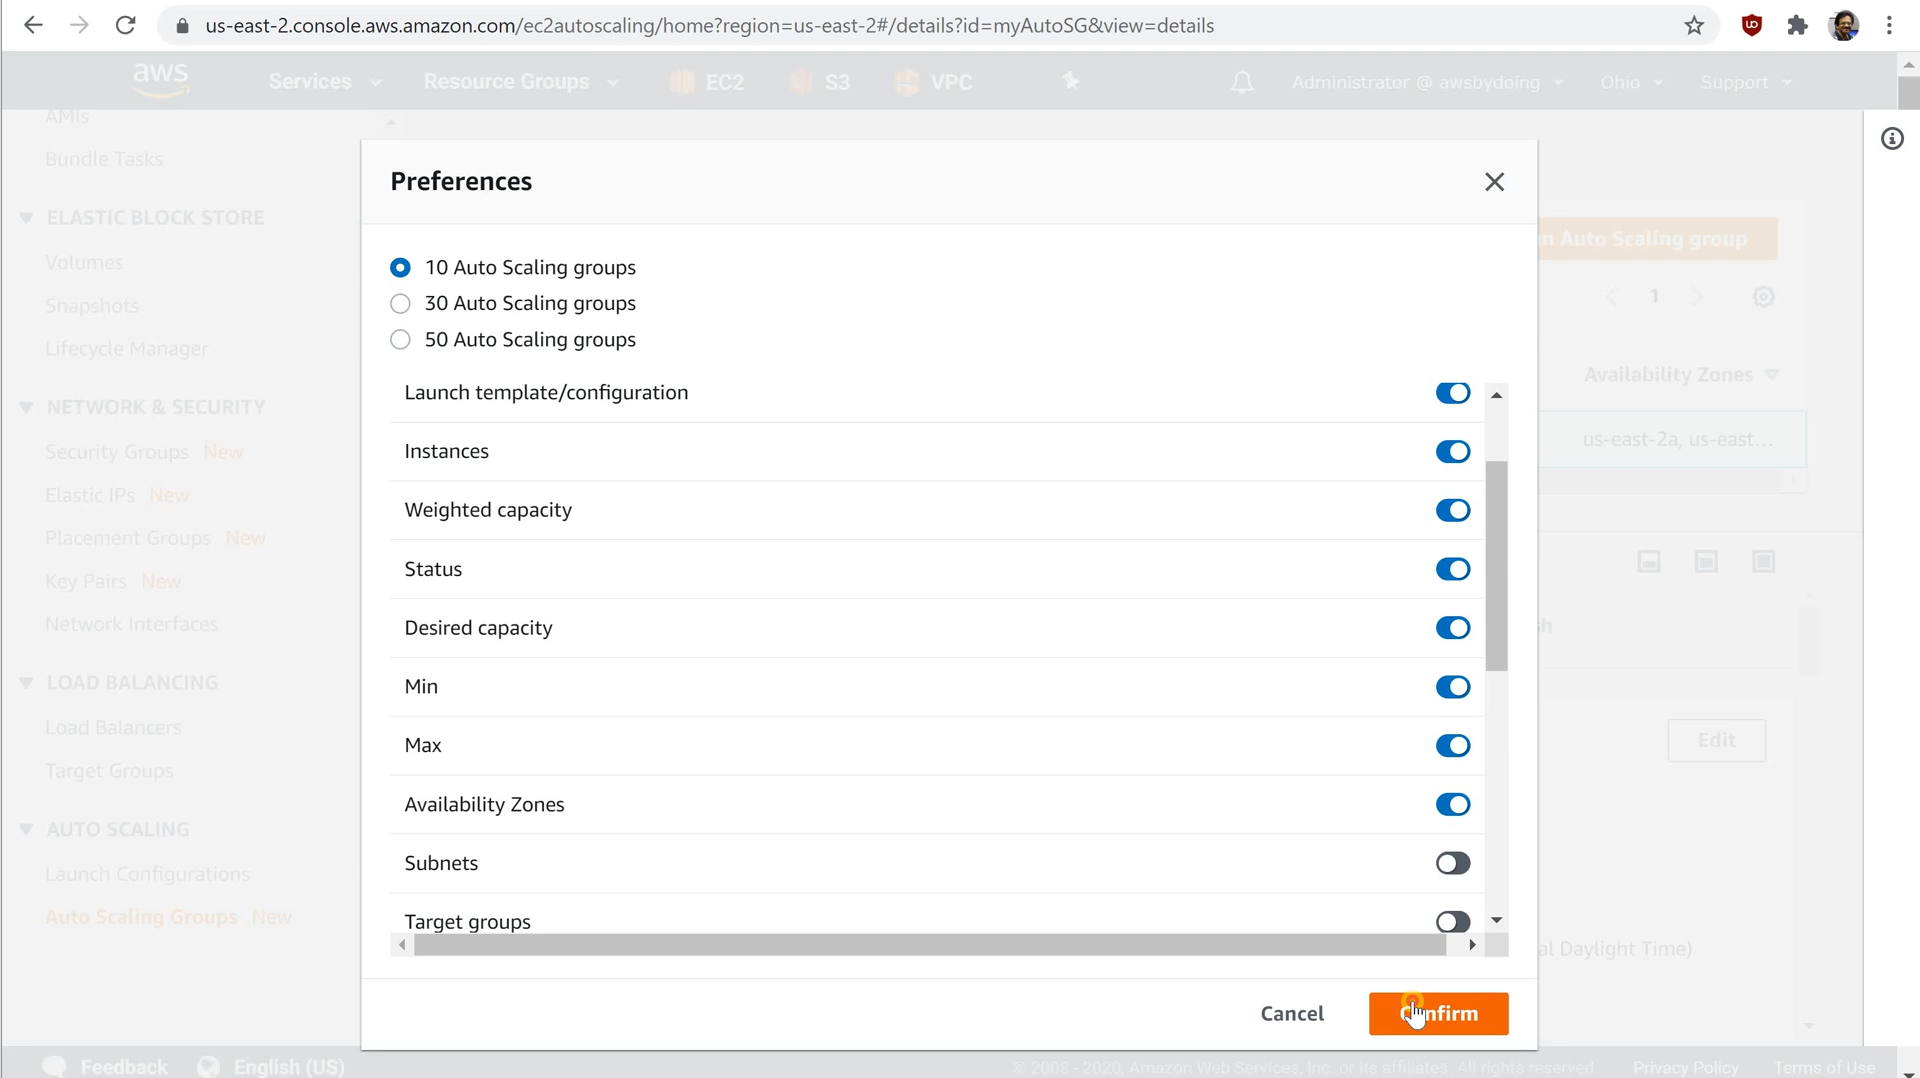 us-east-2.console.aws.amazon.com/ec2autoscaling/home?region=us-east-2#/details?id=myAutoSG&view=details
aws Services Resource Groups EC2 S3 VPC Administrator @ awsbydoing Ohio Support
AMIs
Bundle Tasks
ELASTIC BLOCK STORE
Volumes
Snapshots
Lifecycle Manager
NETWORK & SECURITY
Security Groups New
Elastic IPs New
Placement Groups New
Key Pairs New
Network Interfaces
LOAD BALANCING
Load Balancers
Target Groups
AUTO SCALING
Launch Configurations
Auto Scaling Groups New
Preferences
10 Auto Scaling groups
30 Auto Scaling groups
50 Auto Scaling groups
Launch template/configuration
Instances
Weighted capacity
Status
Desired capacity
Min
Max
Availability Zones
Subnets
Target groups
Cancel
Confirm
n Auto Scaling group
1
Availability Zones
us-east-2a, us-east...
sh
Edit
al Daylight Time)
Feedback English (US) © 2008 - 2020, Amazon Web Services, Inc. or its affiliates. All rights reserved. Privacy Policy Terms of Use